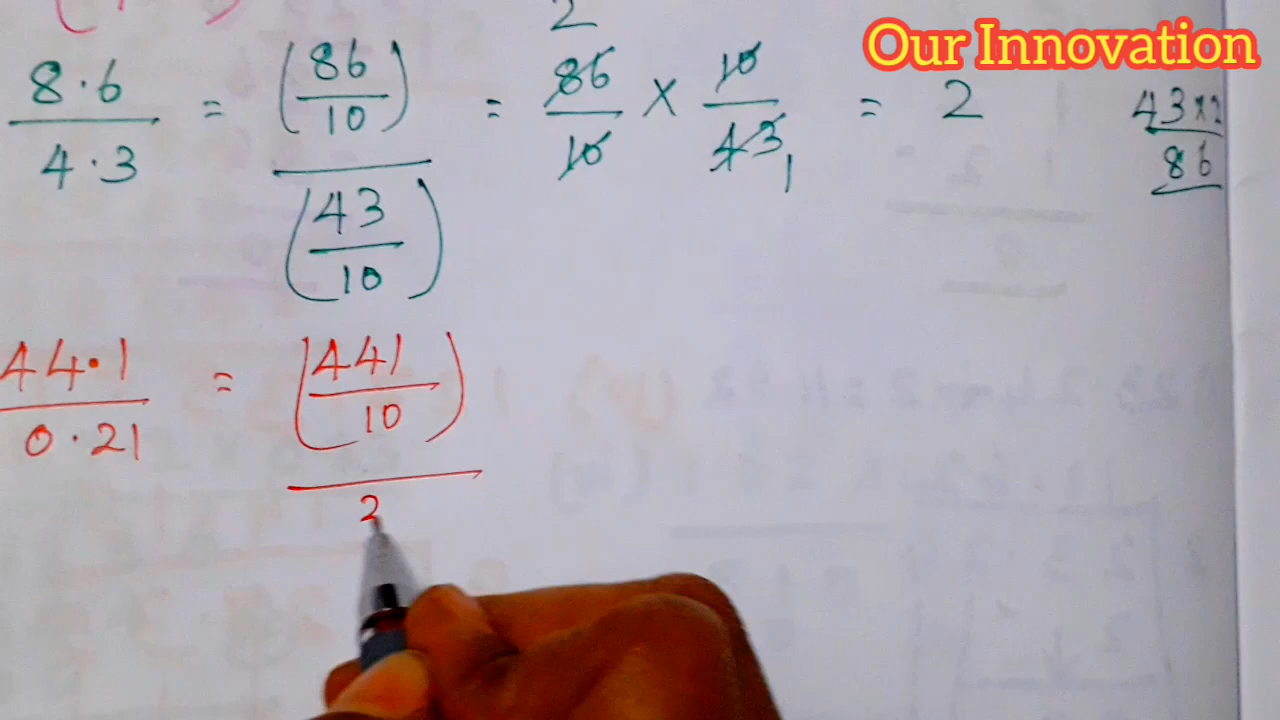 Our Innovation
8.6/4.3 = (86/10)/(43/10) = 86/10 × 10/43 = 2
2
1
43×2
86
44.1/0.21 = (441/10)/2